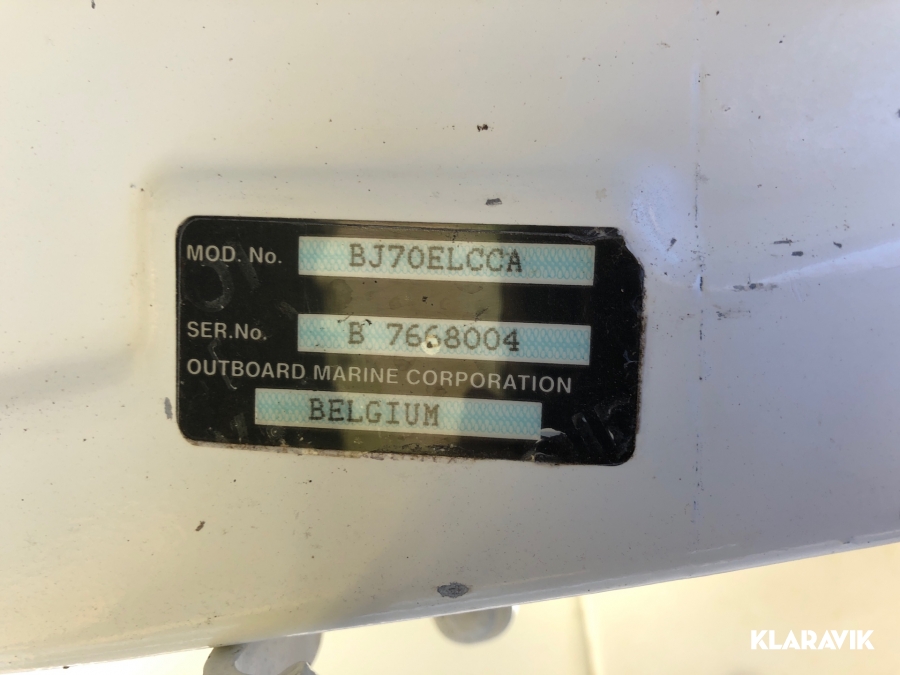 MOD. No. BJ70ELCCA
SER.No. B 7668004
OUTBOARD MARINE CORPORATION
BELGIUM
KLARAVIK